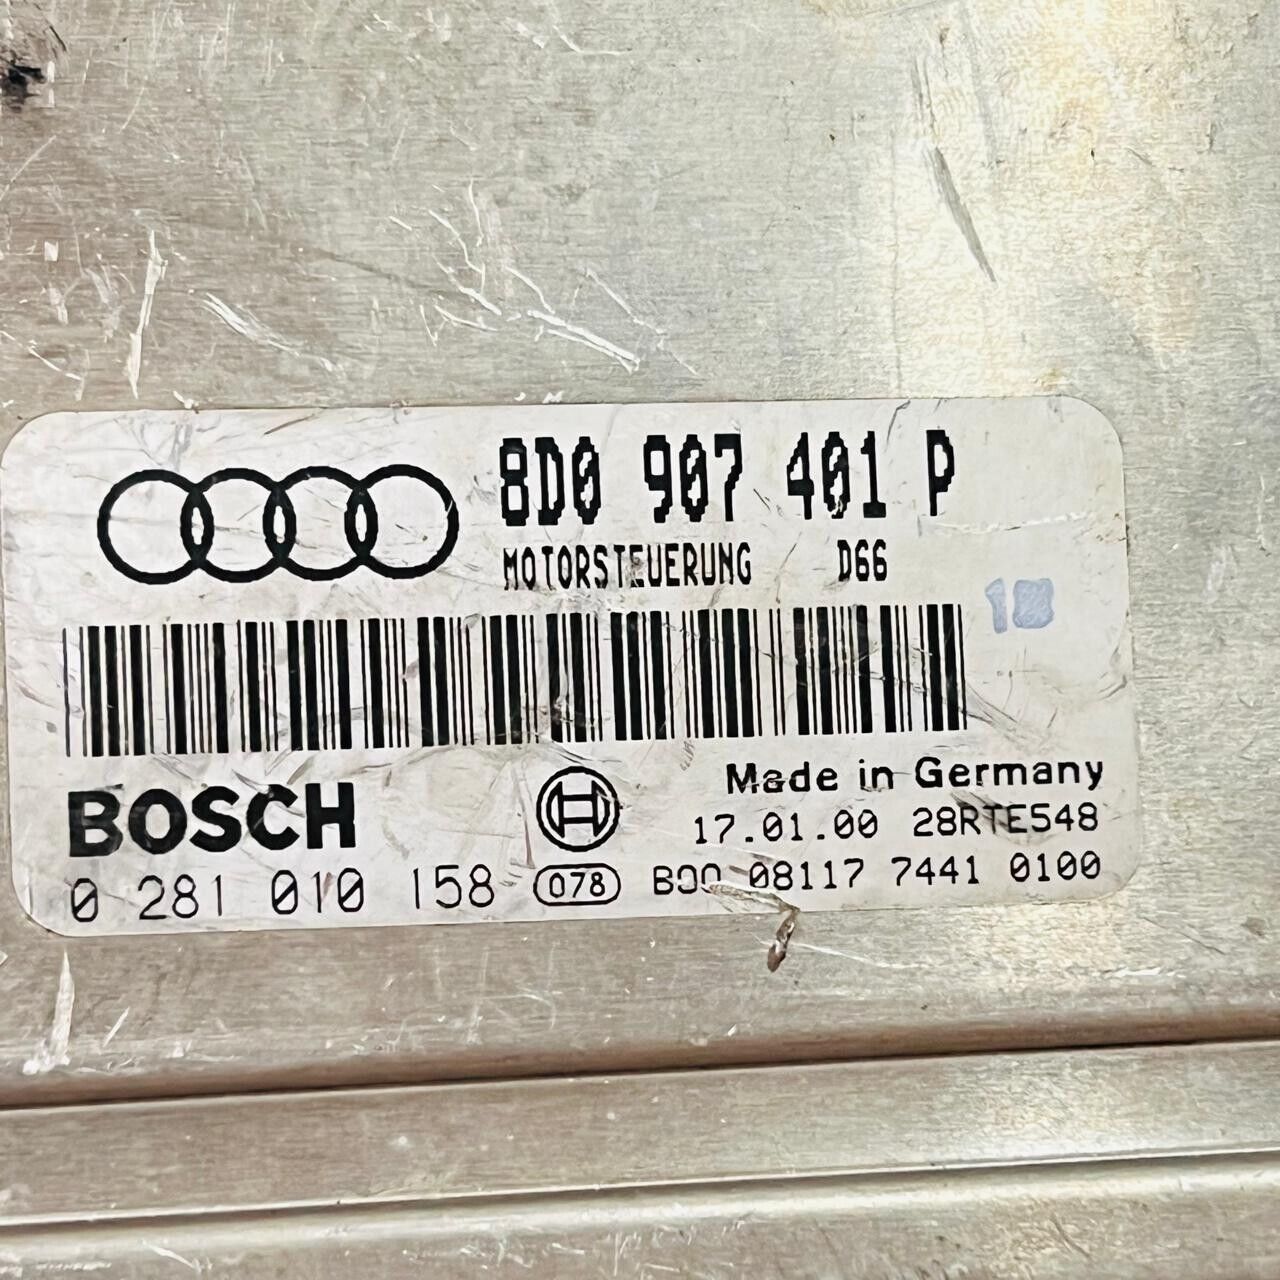 8D0 907 401 P
MOTORSTEUERUNG D66
BOSCH
Made in Germany
17.01.00 28RTE548
0 281 010 158 078 08117 7441 0100